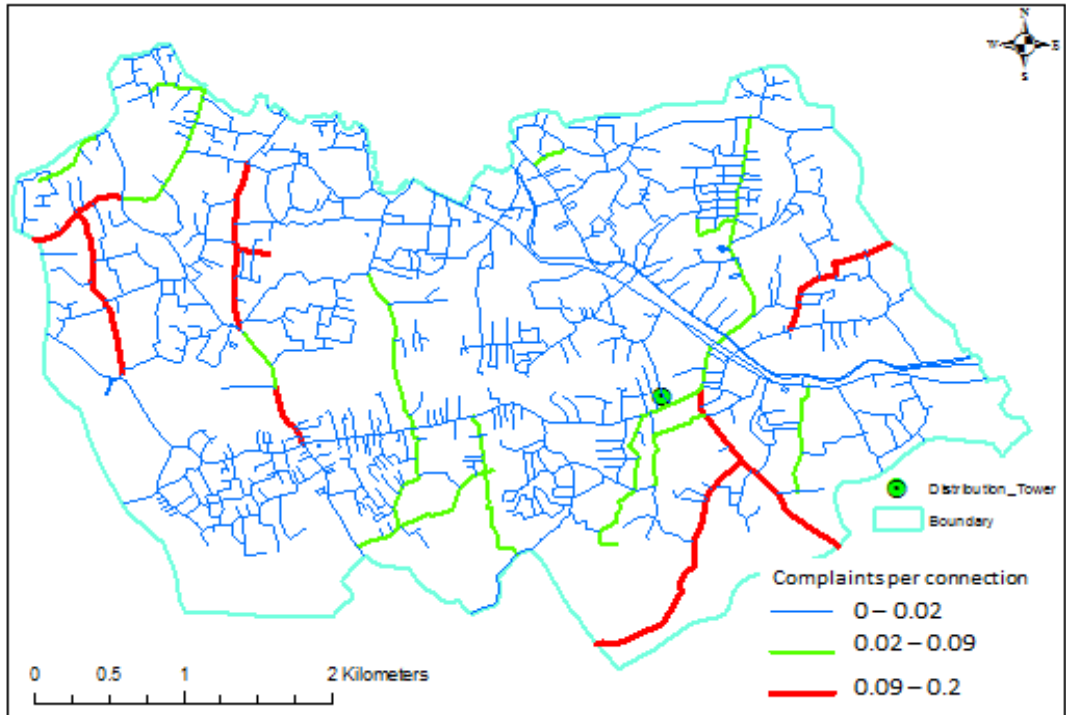 N
W E
S
Distribution_Tower
Boundary
Complaints per connection
0 – 0.02
0.02 – 0.09
0.09 – 0.2
0 0.5 1 2 Kilometers